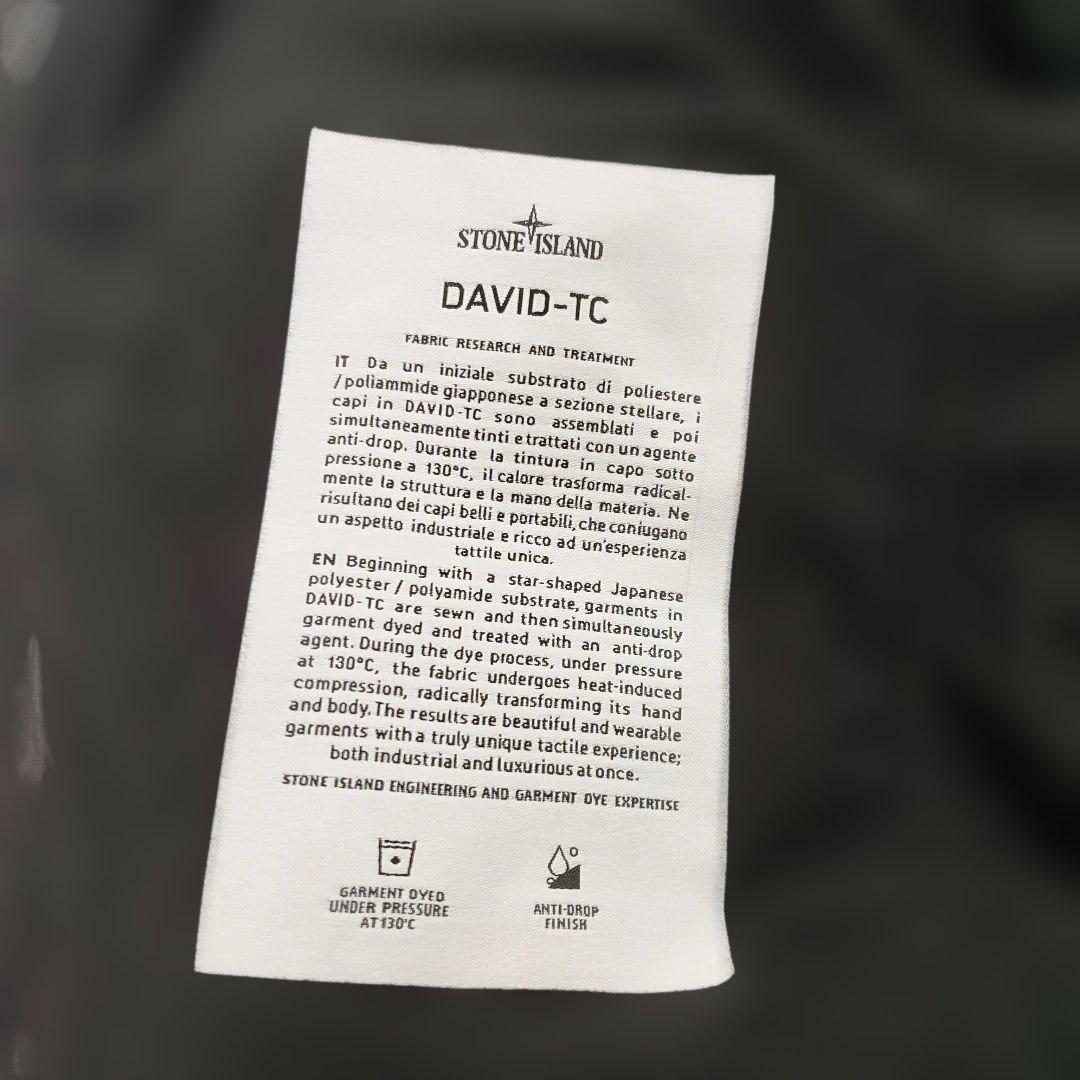 STONE ISLAND
DAVID-TC
FABRIC RESEARCH AND TREATMENT
IT Da un iniziale substrato di poliestere
/ poliammide giapponese a sezione stellare, i
capi in DAVID-TC sono assemblati e poi
simultaneamente tinti e trattati con un agente
anti-drop. Durante la tintura in capo sotto
pressione a 130°C, il calore trasforma radical-
mente la struttura e la mano della materia. Ne
risultano dei capi belli e portabili, che coniugano
un aspetto industriale e ricco ad un'esperienza
tattile unica.
EN Beginning with a star-shaped Japanese
polyester / polyamide substrate, garments in
DAVID-TC are sewn and then simultaneously
garment dyed and treated with an anti-drop
agent. During the dye process, under pressure
at 130°C, the fabric undergoes heat-induced
compression, radically transforming its hand
and body. The results are beautiful and wearable
garments with a truly unique tactile experience;
both industrial and luxurious at once.
STONE ISLAND ENGINEERING AND GARMENT DYE EXPERTISE
GARMENT DYED
UNDER PRESSURE
AT 130°C
ANTI-DROP
FINISH